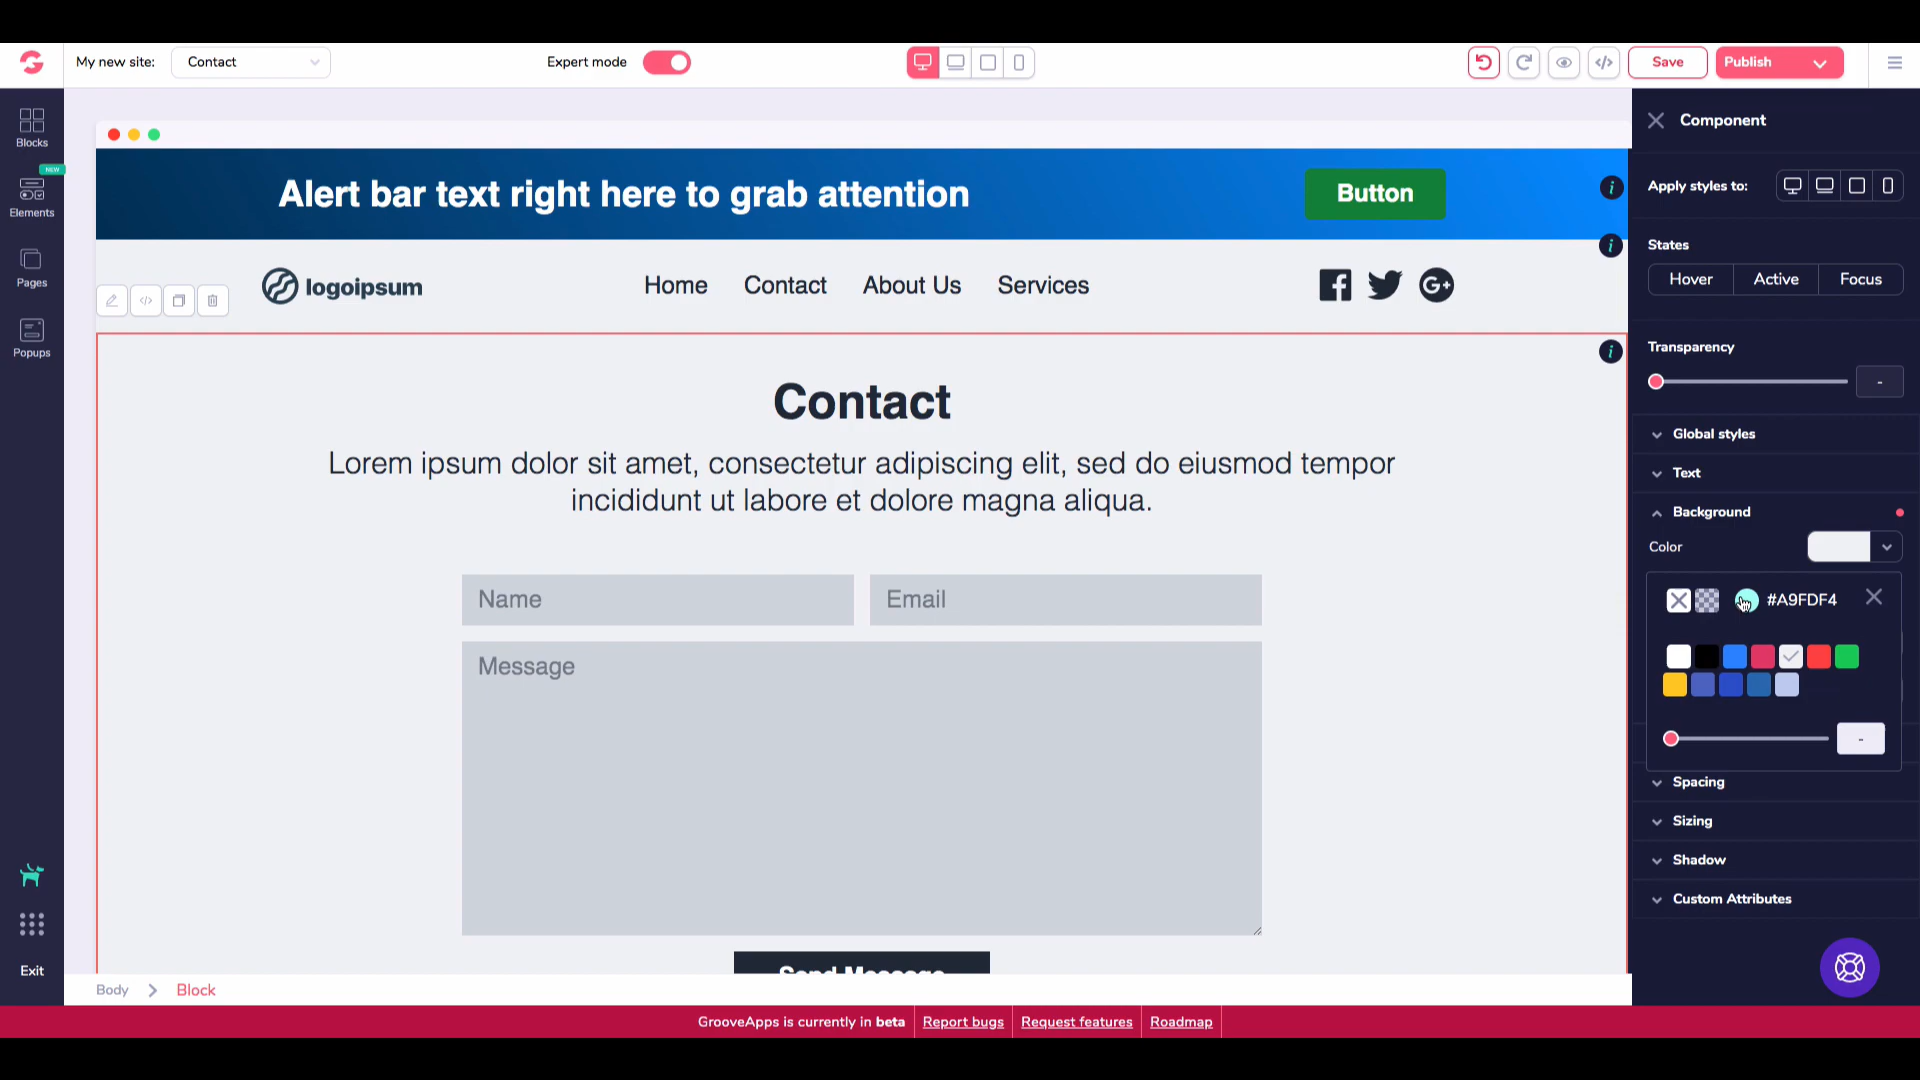 My new site: Contact Expert mode Save Publish
Blocks
NEW
Elements
Pages
Popups
Exit
Alert bar text right here to grab attention Button
logoipsum Home Contact About Us Services
Contact
Lorem ipsum dolor sit amet, consectetur adipiscing elit, sed do eiusmod tempor
incididunt ut labore et dolore magna aliqua.
Name Email
Message
Send Message
Body Block
Component
Apply styles to:
States
Hover Active Focus
Transparency
-
Global styles
Text
Background
Color
#A9FDF4
-
Spacing
Sizing
Shadow
Custom Attributes
GrooveApps is currently in beta Report bugs Request features Roadmap